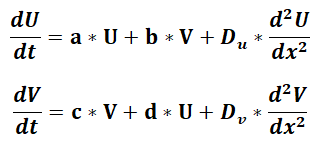 dU/dt = a * U + b * V + D_u * d²U/dx²
dV/dt = c * V + d * U + D_v * d²V/dx²